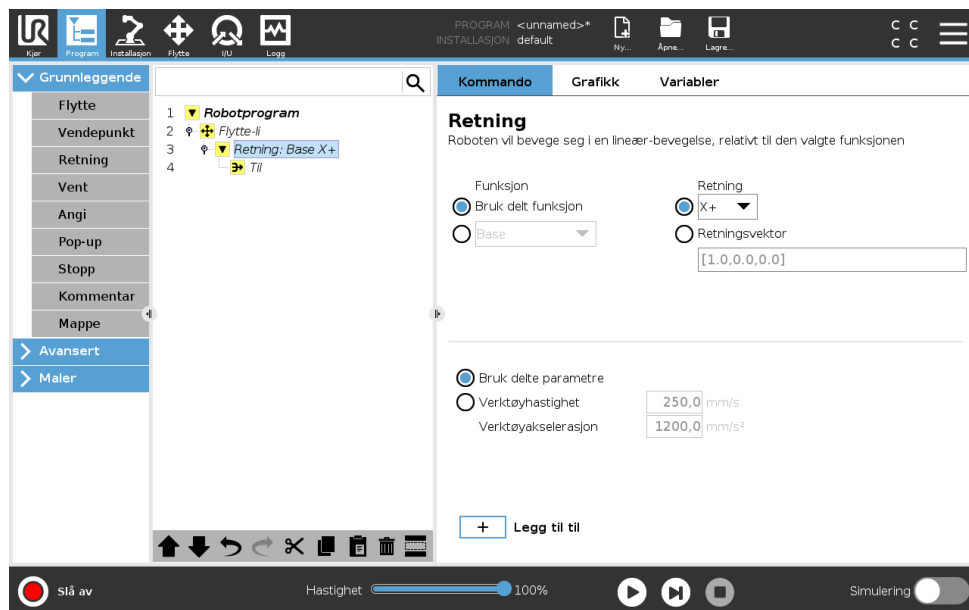 UR
PROGRAM <unnamed>*
INSTALLASJON default
Kjør
Program
Installasjon
Flytte
I/U
Logg
Ny...
Åpne...
Lagre...
C C
C C
Grunnleggende
Flytte
Vendepunkt
Retning
Vent
Angi
Pop-up
Stopp
Kommentar
Mappe
Avansert
Maler
1 Robotprogram
2 Flytte-li
3 Retning: Base X+
4 Til
Kommando Grafikk Variabler
Retning
Roboten vil bevege seg i en lineær-bevegelse, relativt til den valgte funksjonen
Funksjon
Bruk delt funksjon
Base
Retning
X+
Retningsvektor
[1.0,0.0,0.0]
Bruk delte parametre
Verktøyhastighet 250,0 mm/s
Verktøyakselerasjon 1200,0 mm/s²
+ Legg til til
Slå av
Hastighet 100%
Simulering